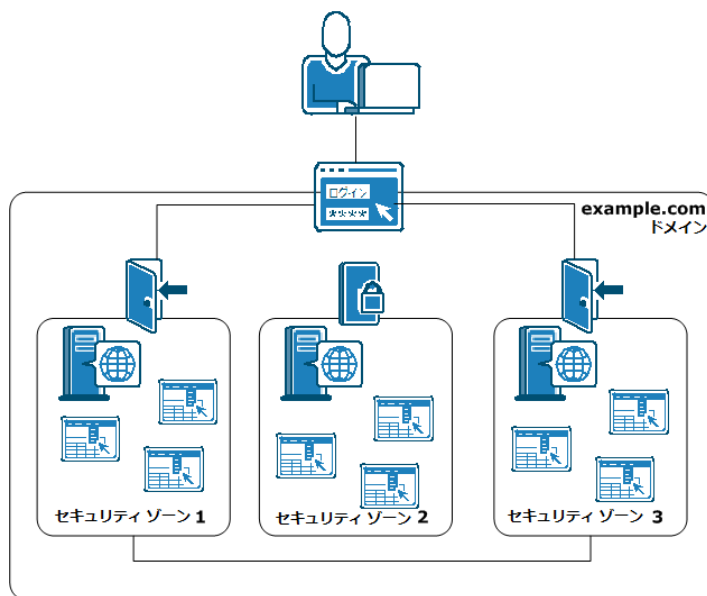 ログイン
****
example.com
ドメイン
セキュリティ ゾーン 1
セキュリティ ゾーン 2
セキュリティ ゾーン 3